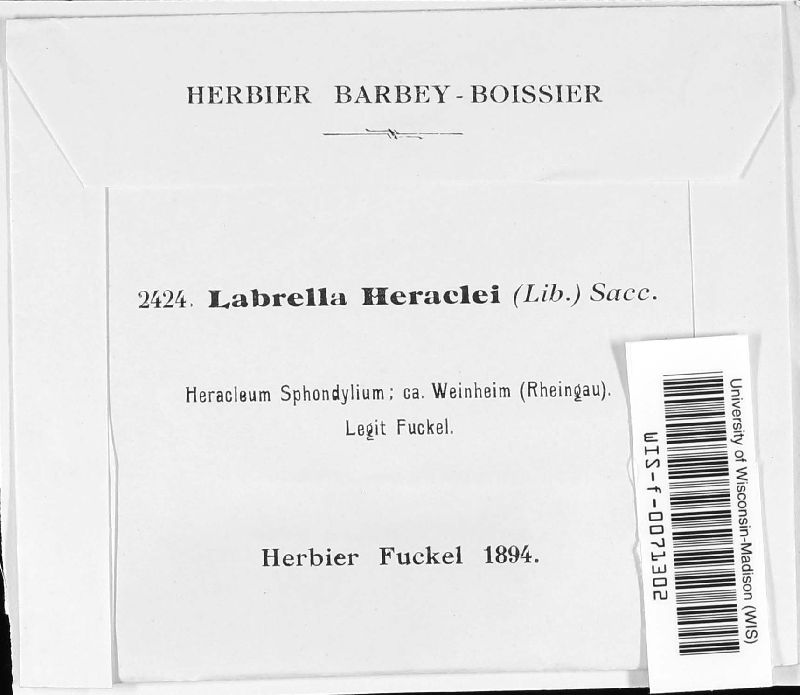 HERBIER BARBEY-BOISSIER
2424. Labrella Heraclei (Lib.) Sacc.
Heracleum Sphondylium; ca. Weinheim (Rheingau).
Legit Fuckel.
Herbier Fuckel 1894.
University of Wisconsin-Madison (WIS)
WIS-f-0071302